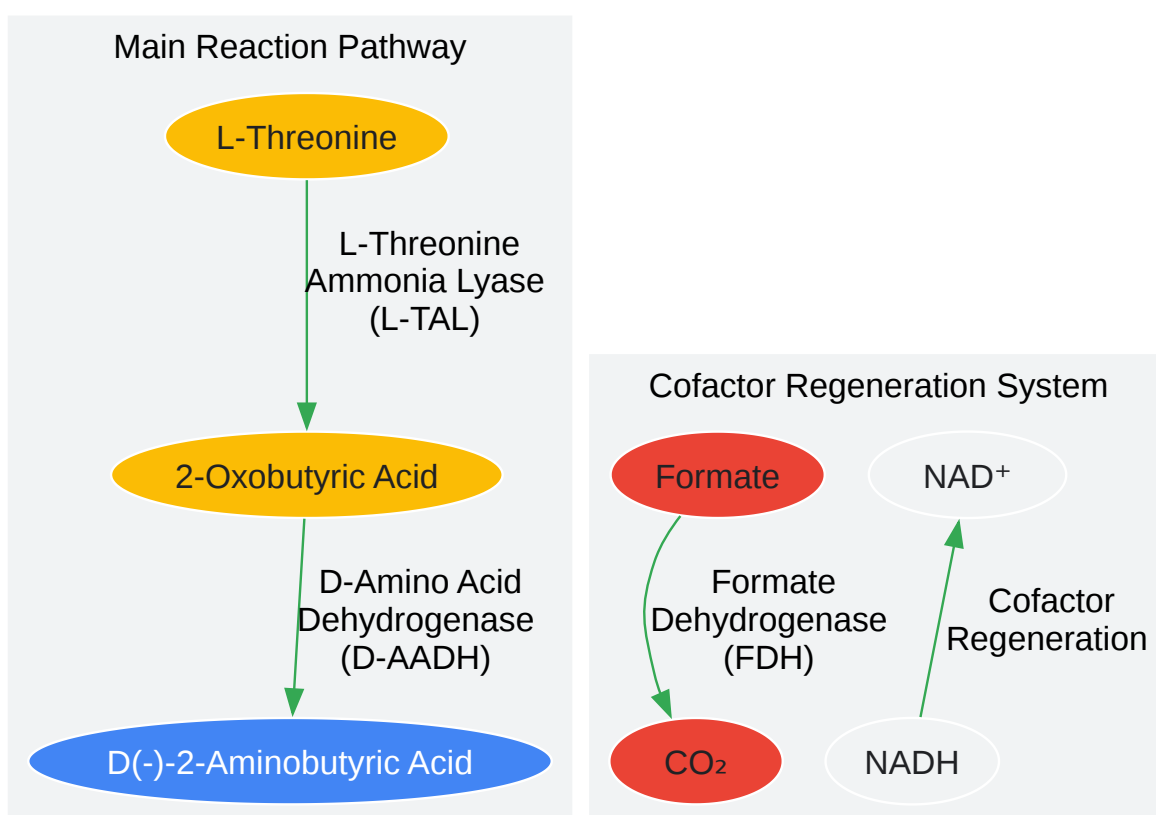 Main Reaction Pathway
L-Threonine
L-Threonine
Ammonia Lyase
(L-TAL)
2-Oxobutyric Acid
D-Amino Acid
Dehydrogenase
(D-AADH)
D(-)-2-Aminobutyric Acid
Cofactor Regeneration System
Formate
NAD⁺
Formate
Dehydrogenase
(FDH)
Cofactor
Regeneration
CO₂
NADH